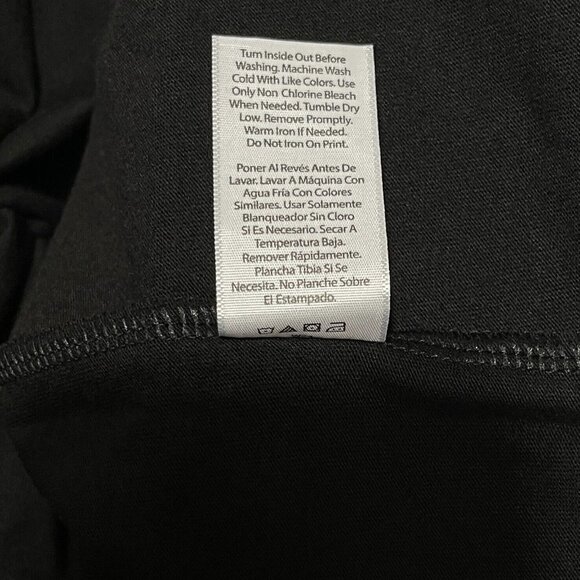 Turn Inside Out Before
Washing. Machine Wash
Cold With Like Colors. Use
Only Non Chlorine Bleach
When Needed. Tumble Dry
Low. Remove Promptly.
Warm Iron If Needed.
Do Not Iron On Print.
Poner Al Revés Antes De
Lavar. Lavar A Máquina Con
Agua Fría Con Colores
Similares. Usar Solamente
Blanqueador Sin Cloro
Si Es Necesario. Secar A
Temperatura Baja.
Remover Rápidamente.
Plancha Tibia Si Se
Necesita. No Planche Sobre
El Estampado.